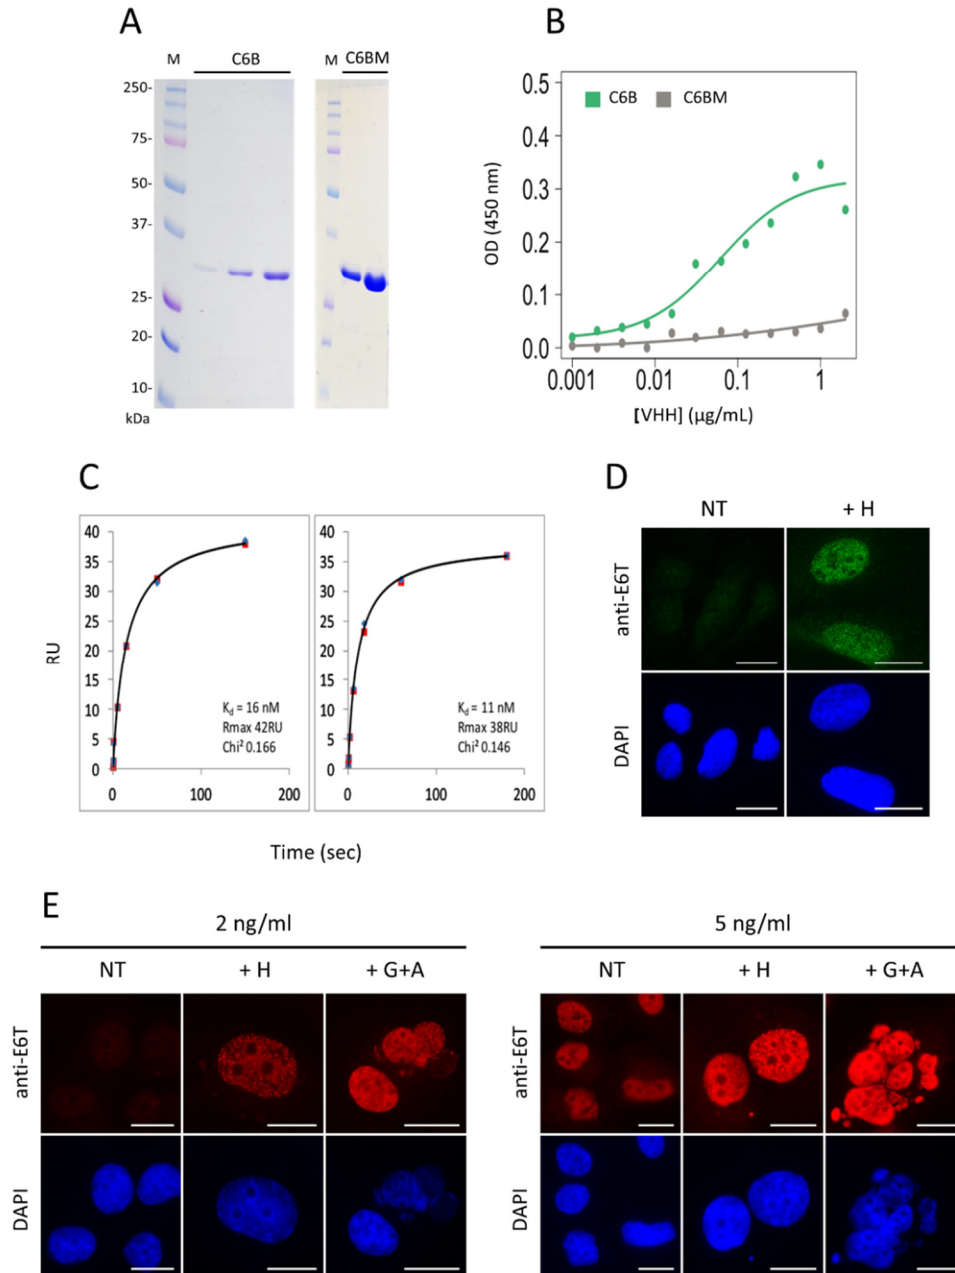 A
M C6B
M C6BM
250-
75-
50-
37-
25-
20-
10-
kDa
B
C6B C6BM
OD (450 nm)
0.5
0.4
0.3
0.2
0.1
0.0
0.001 0.01 0.1 1
[VHH] (µg/mL)
C
RU
40
35
30
25
20
15
10
5
0
0 100 200
Kd = 16 nM
Rmax 42RU
Chi² 0.166
40
35
30
25
20
15
10
5
0
0 100 200
Kd = 11 nM
Rmax 38RU
Chi² 0.146
Time (sec)
D
NT + H
anti-E6T
DAPI
E
2 ng/ml
NT + H + G+A
anti-E6T
DAPI
5 ng/ml
NT + H + G+A
anti-E6T
DAPI